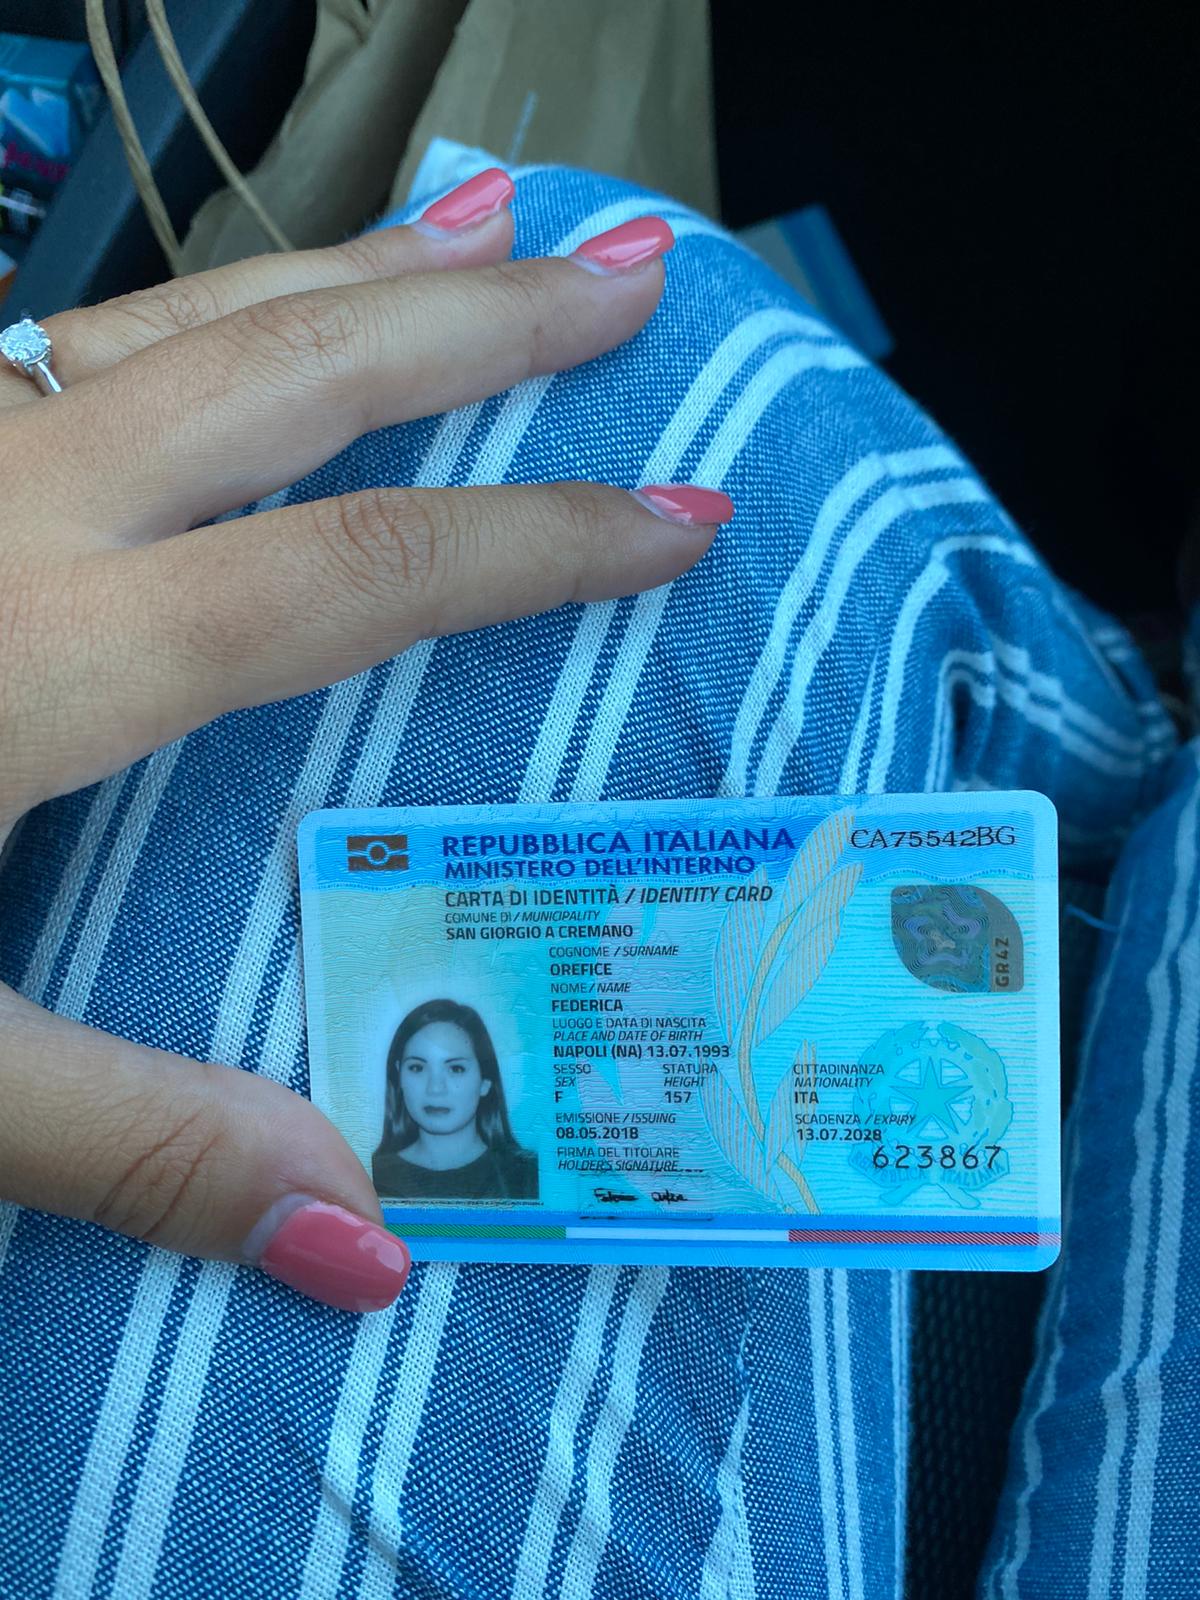 REPUBBLICA ITALIANA
MINISTERO DELL'INTERNO
CA75542BG
CARTA DI IDENTITÀ / IDENTITY CARD
COMUNE DI / MUNICIPALITY
SAN GIORGIO A CREMANO
COGNOME / SURNAME
OREFICE
NOME / NAME
FEDERICA
LUOGO E DATA DI NASCITA
PLACE AND DATE OF BIRTH
NAPOLI (NA) 13.07.1993
SESSO STATURA CITTADINANZA
SEX HEIGHT NATIONALITY
F 157 ITA
EMISSIONE / ISSUING SCADENZA / EXPIRY
08.05.2018 13.07.2028
FIRMA DEL TITOLARE
HOLDER'S SIGNATURE
623867
GR4Z